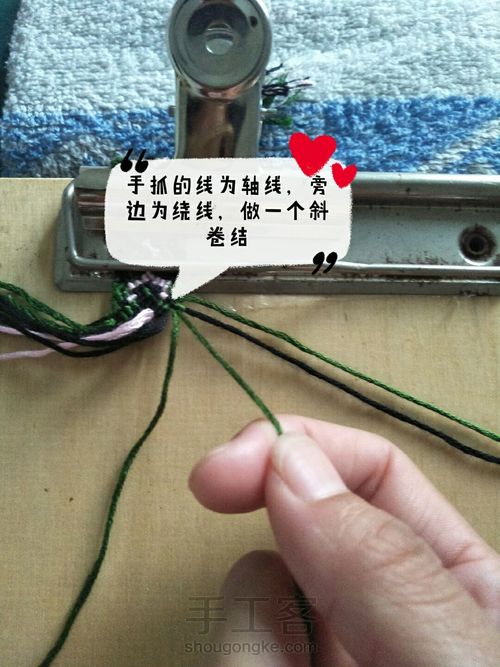 手抓的线为轴线，旁
边为绕线，做一个斜
卷结
手工客
shougongke.com